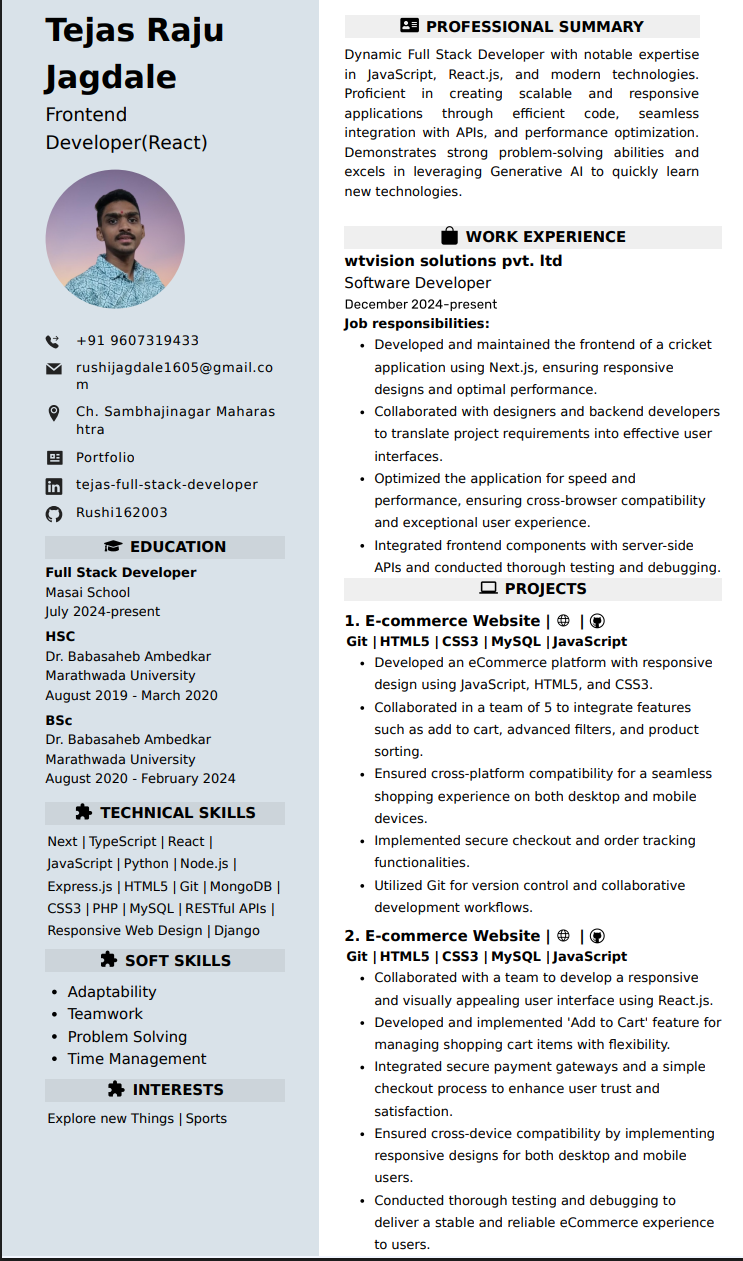 Tejas Raju
Jagdale
Frontend
Developer(React)
+91 9607319433
rushijagdale1605@gmail.co
m
Ch. Sambhajinagar Maharas
htra
Portfolio
tejas-full-stack-developer
Rushi162003
EDUCATION
Full Stack Developer
Masai School
July 2024-present
HSC
Dr. Babasaheb Ambedkar
Marathwada University
August 2019 - March 2020
BSc
Dr. Babasaheb Ambedkar
Marathwada University
August 2020 - February 2024
TECHNICAL SKILLS
Next | TypeScript | React |
JavaScript | Python | Node.js |
Express.js | HTML5 | Git | MongoDB |
CSS3 | PHP | MySQL | RESTful APIs |
Responsive Web Design | Django
SOFT SKILLS
• Adaptability
• Teamwork
• Problem Solving
• Time Management
INTERESTS
Explore new Things | Sports
PROFESSIONAL SUMMARY
Dynamic Full Stack Developer with notable expertise
in JavaScript, React.js, and modern technologies.
Proficient in creating scalable and responsive
applications through efficient code, seamless
integration with APIs, and performance optimization.
Demonstrates strong problem-solving abilities and
excels in leveraging Generative AI to quickly learn
new technologies.
WORK EXPERIENCE
wtvision solutions pvt. ltd
Software Developer
December 2024–present
Job responsibilities:
• Developed and maintained the frontend of a cricket
application using Next.js, ensuring responsive
designs and optimal performance.
• Collaborated with designers and backend developers
to translate project requirements into effective user
interfaces.
• Optimized the application for speed and
performance, ensuring cross-browser compatibility
and exceptional user experience.
• Integrated frontend components with server-side
APIs and conducted thorough testing and debugging.
PROJECTS
1. E-commerce Website | |
Git | HTML5 | CSS3 | MySQL | JavaScript
• Developed an eCommerce platform with responsive
design using JavaScript, HTML5, and CSS3.
• Collaborated in a team of 5 to integrate features
such as add to cart, advanced filters, and product
sorting.
• Ensured cross-platform compatibility for a seamless
shopping experience on both desktop and mobile
devices.
• Implemented secure checkout and order tracking
functionalities.
• Utilized Git for version control and collaborative
development workflows.
2. E-commerce Website | |
Git | HTML5 | CSS3 | MySQL | JavaScript
• Collaborated with a team to develop a responsive
and visually appealing user interface using React.js.
• Developed and implemented 'Add to Cart' feature for
managing shopping cart items with flexibility.
• Integrated secure payment gateways and a simple
checkout process to enhance user trust and
satisfaction.
• Ensured cross-device compatibility by implementing
responsive designs for both desktop and mobile
users.
• Conducted thorough testing and debugging to
deliver a stable and reliable eCommerce experience
to users.